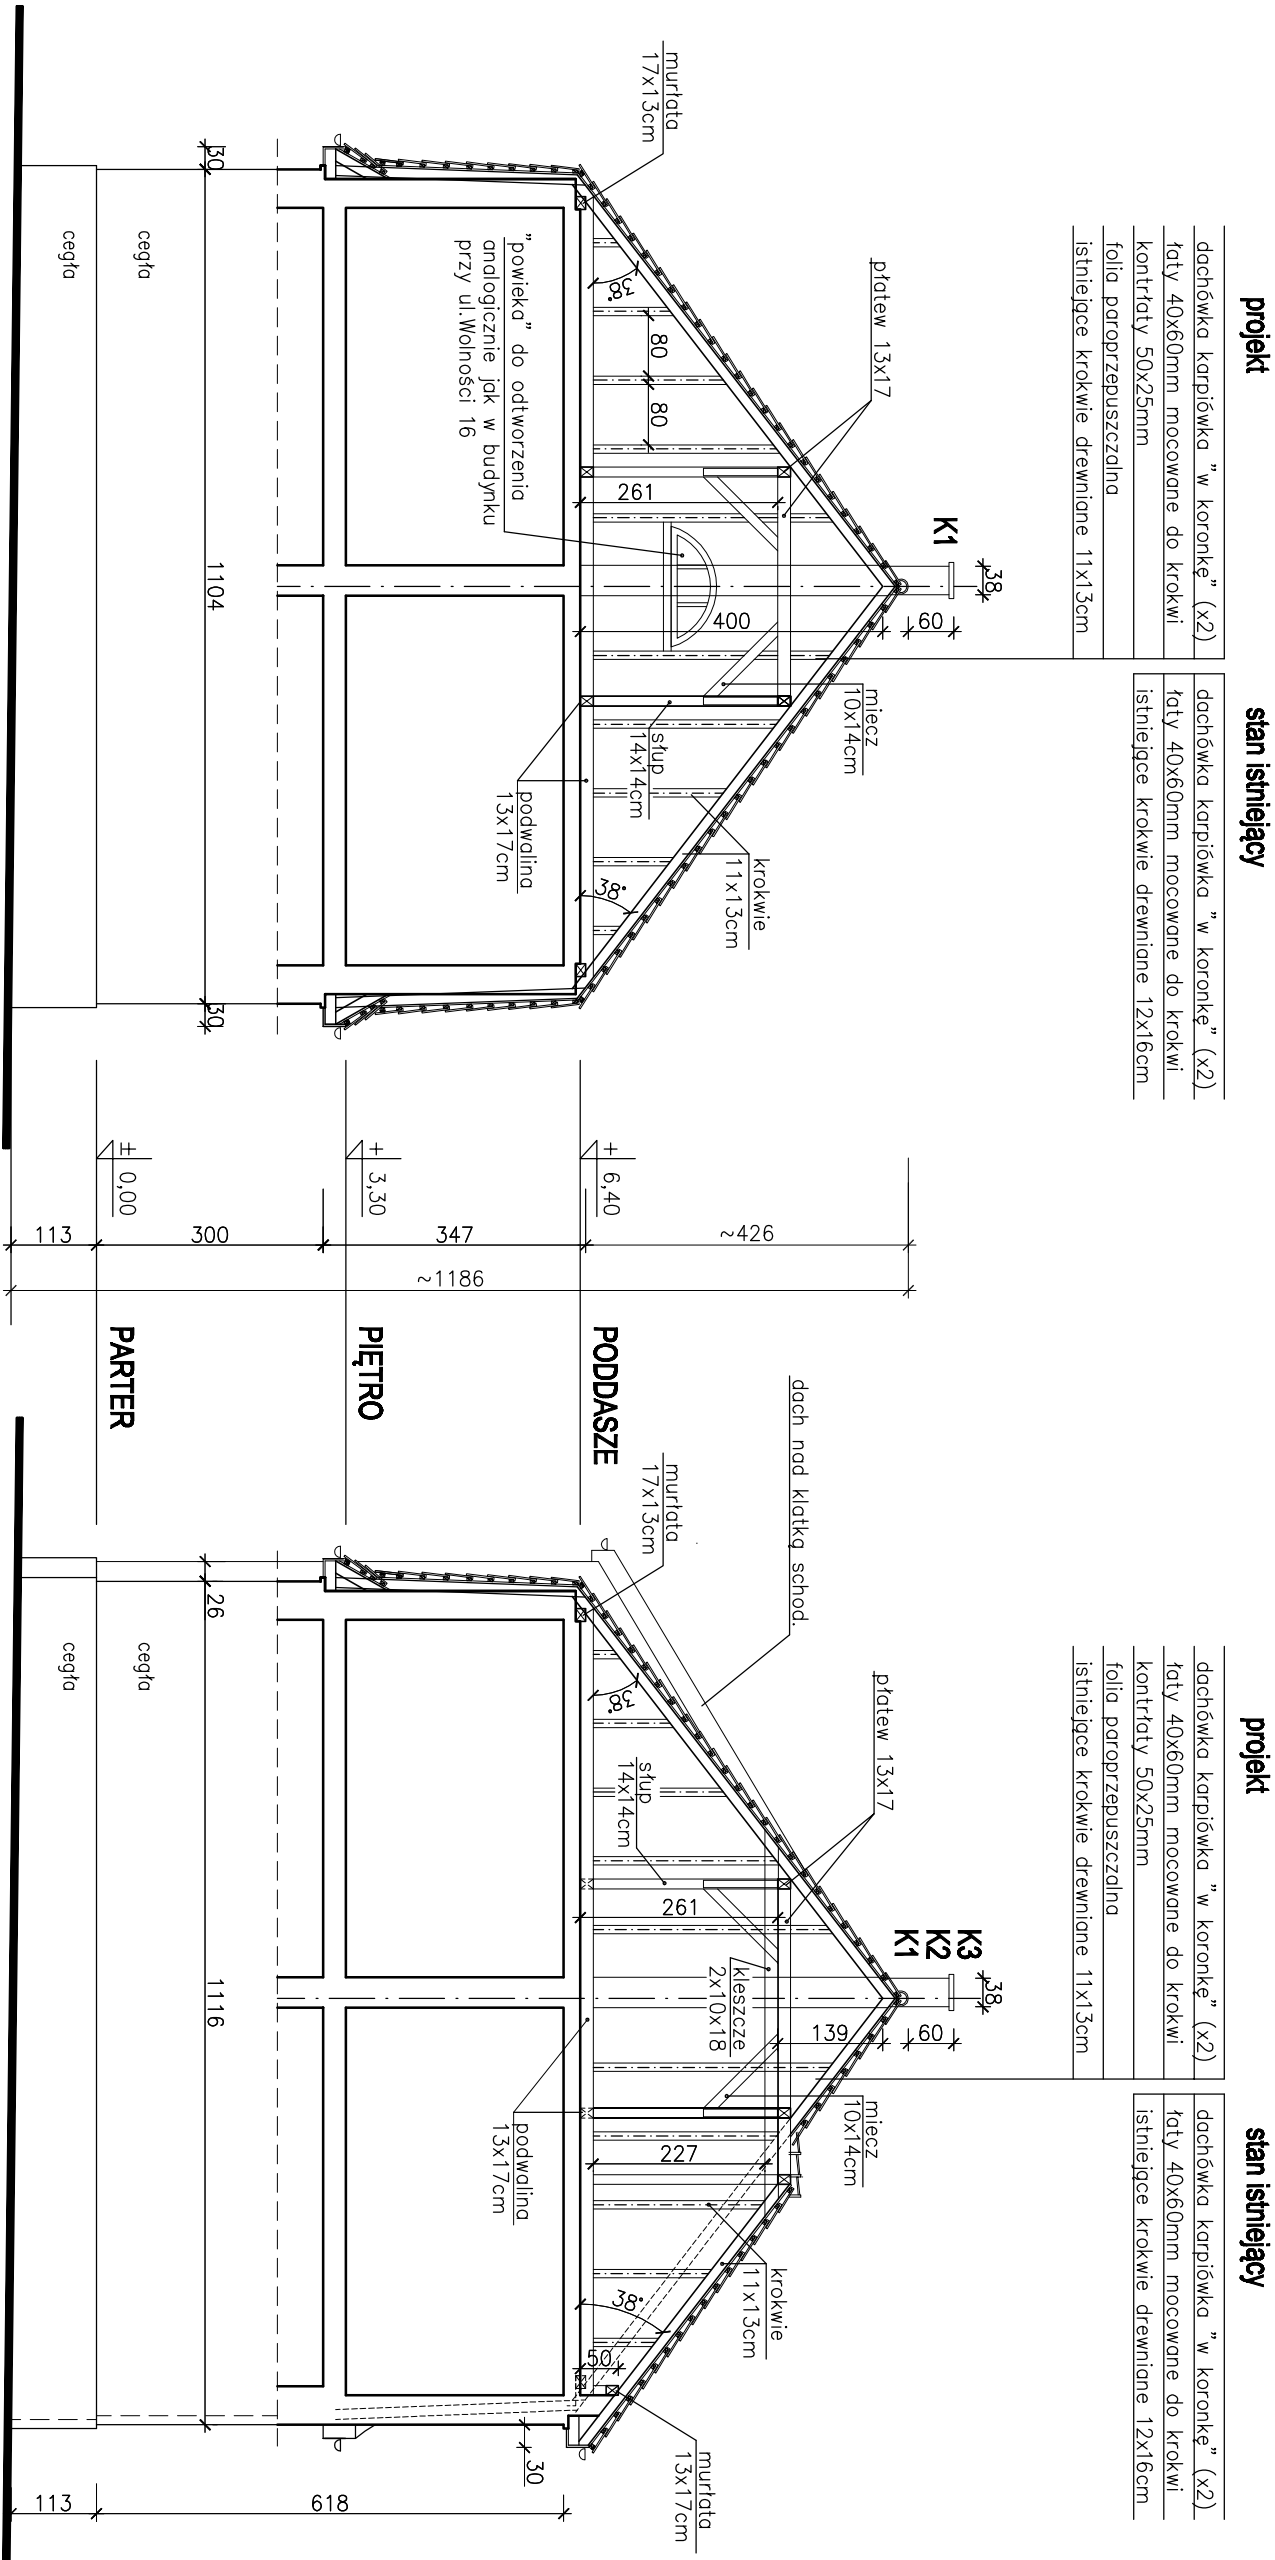 projekt
dachówka karpiówka "w koronkę" (x2)
łaty 40x60mm mocowane do krokwi
kontrłaty 50x25mm
folia paroprzepuszczalna
istniejące krokwie drewniane 11x13cm
stan istniejący
dachówka karpiówka "w koronkę" (x2)
łaty 40x60mm mocowane do krokwi
istniejące krokwie drewniane 12x16cm
K1
38
60
płatew 13x17
murłata
17x13cm
38°
80
80
261
400
miecz
10x14cm
słup
14x14cm
krokwie
11x13cm
podwalina
13x17cm
38°
"powieka" do odtworzenia
analogicznie jak w budynku
przy ul.Wolności 16
30
1104
30
cegła
cegła
+ 6,40
+ 3,30
± 0,00
113
300
347
~426
~1186
PODDASZE
PIĘTRO
PARTER
projekt
dachówka karpiówka "w koronkę" (x2)
łaty 40x60mm mocowane do krokwi
kontrłaty 50x25mm
folia paroprzepuszczalna
istniejące krokwie drewniane 11x13cm
stan istniejący
dachówka karpiówka "w koronkę" (x2)
łaty 40x60mm mocowane do krokwi
istniejące krokwie drewniane 12x16cm
K3
K2
K1
38
60
139
płatew 13x17
dach nad klatką schod.
murłata
17x13cm
38°
słup
14x14cm
261
kleszcze
2x10x18
miecz
10x14cm
227
krokwie
11x13cm
podwalina
13x17cm
38°
50
murłata
13x17cm
30
26
1116
cegła
cegła
113
618